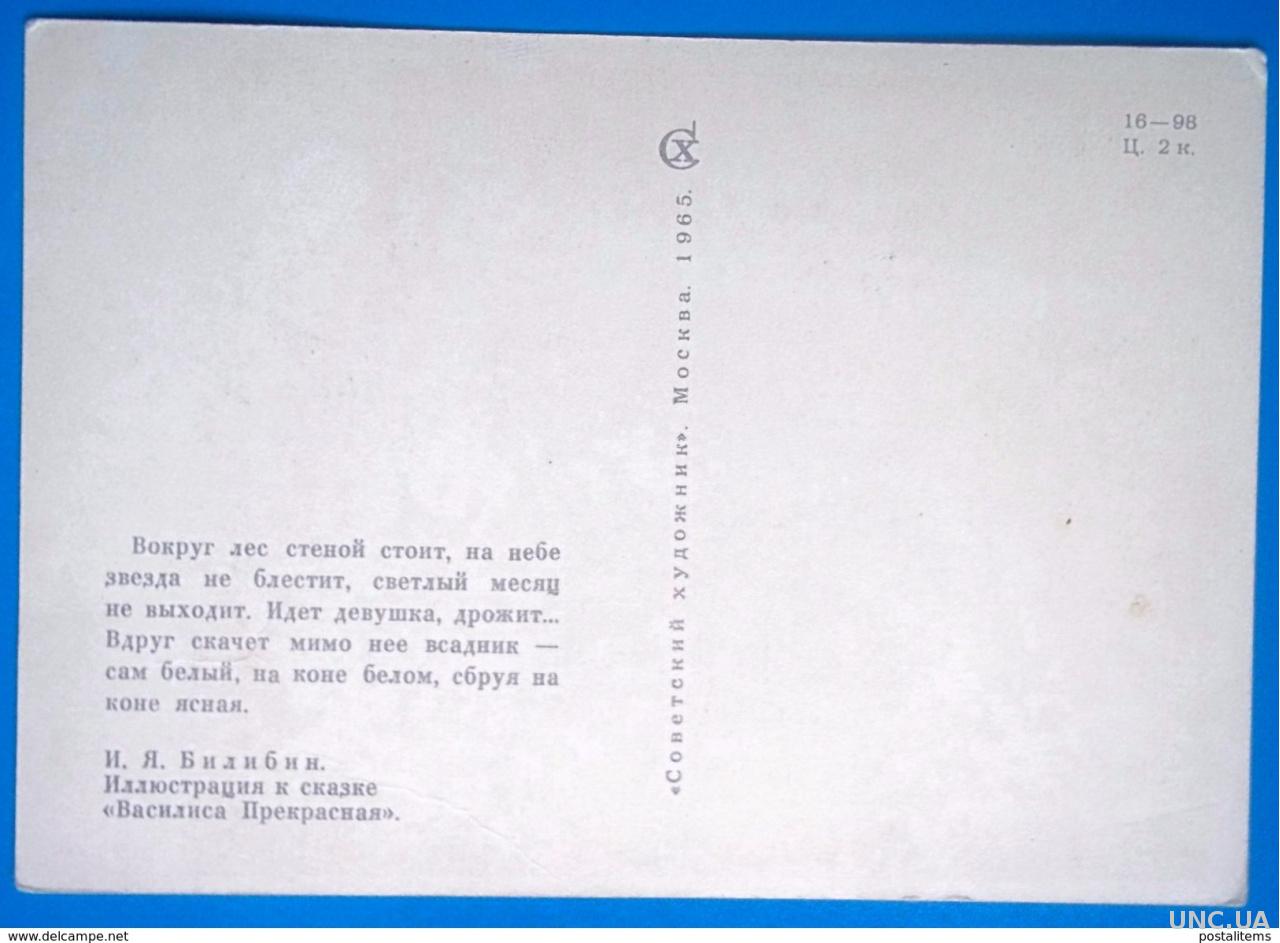 16—98
Ц. 2 к.
СХ
«Советский художник». Москва. 1965.
Вокруг лес стеной стоит, на небе
звезда не блестит, светлый месяц
не выходит. Идет девушка, дрожит...
Вдруг скачет мимо нее всадник —
сам белый, на коне белом, сбруя на
коне ясная.
И. Я. Билибин.
Иллюстрация к сказке
«Василиса Прекрасная».
UNC.UA
www.delcampe.net
postalitems